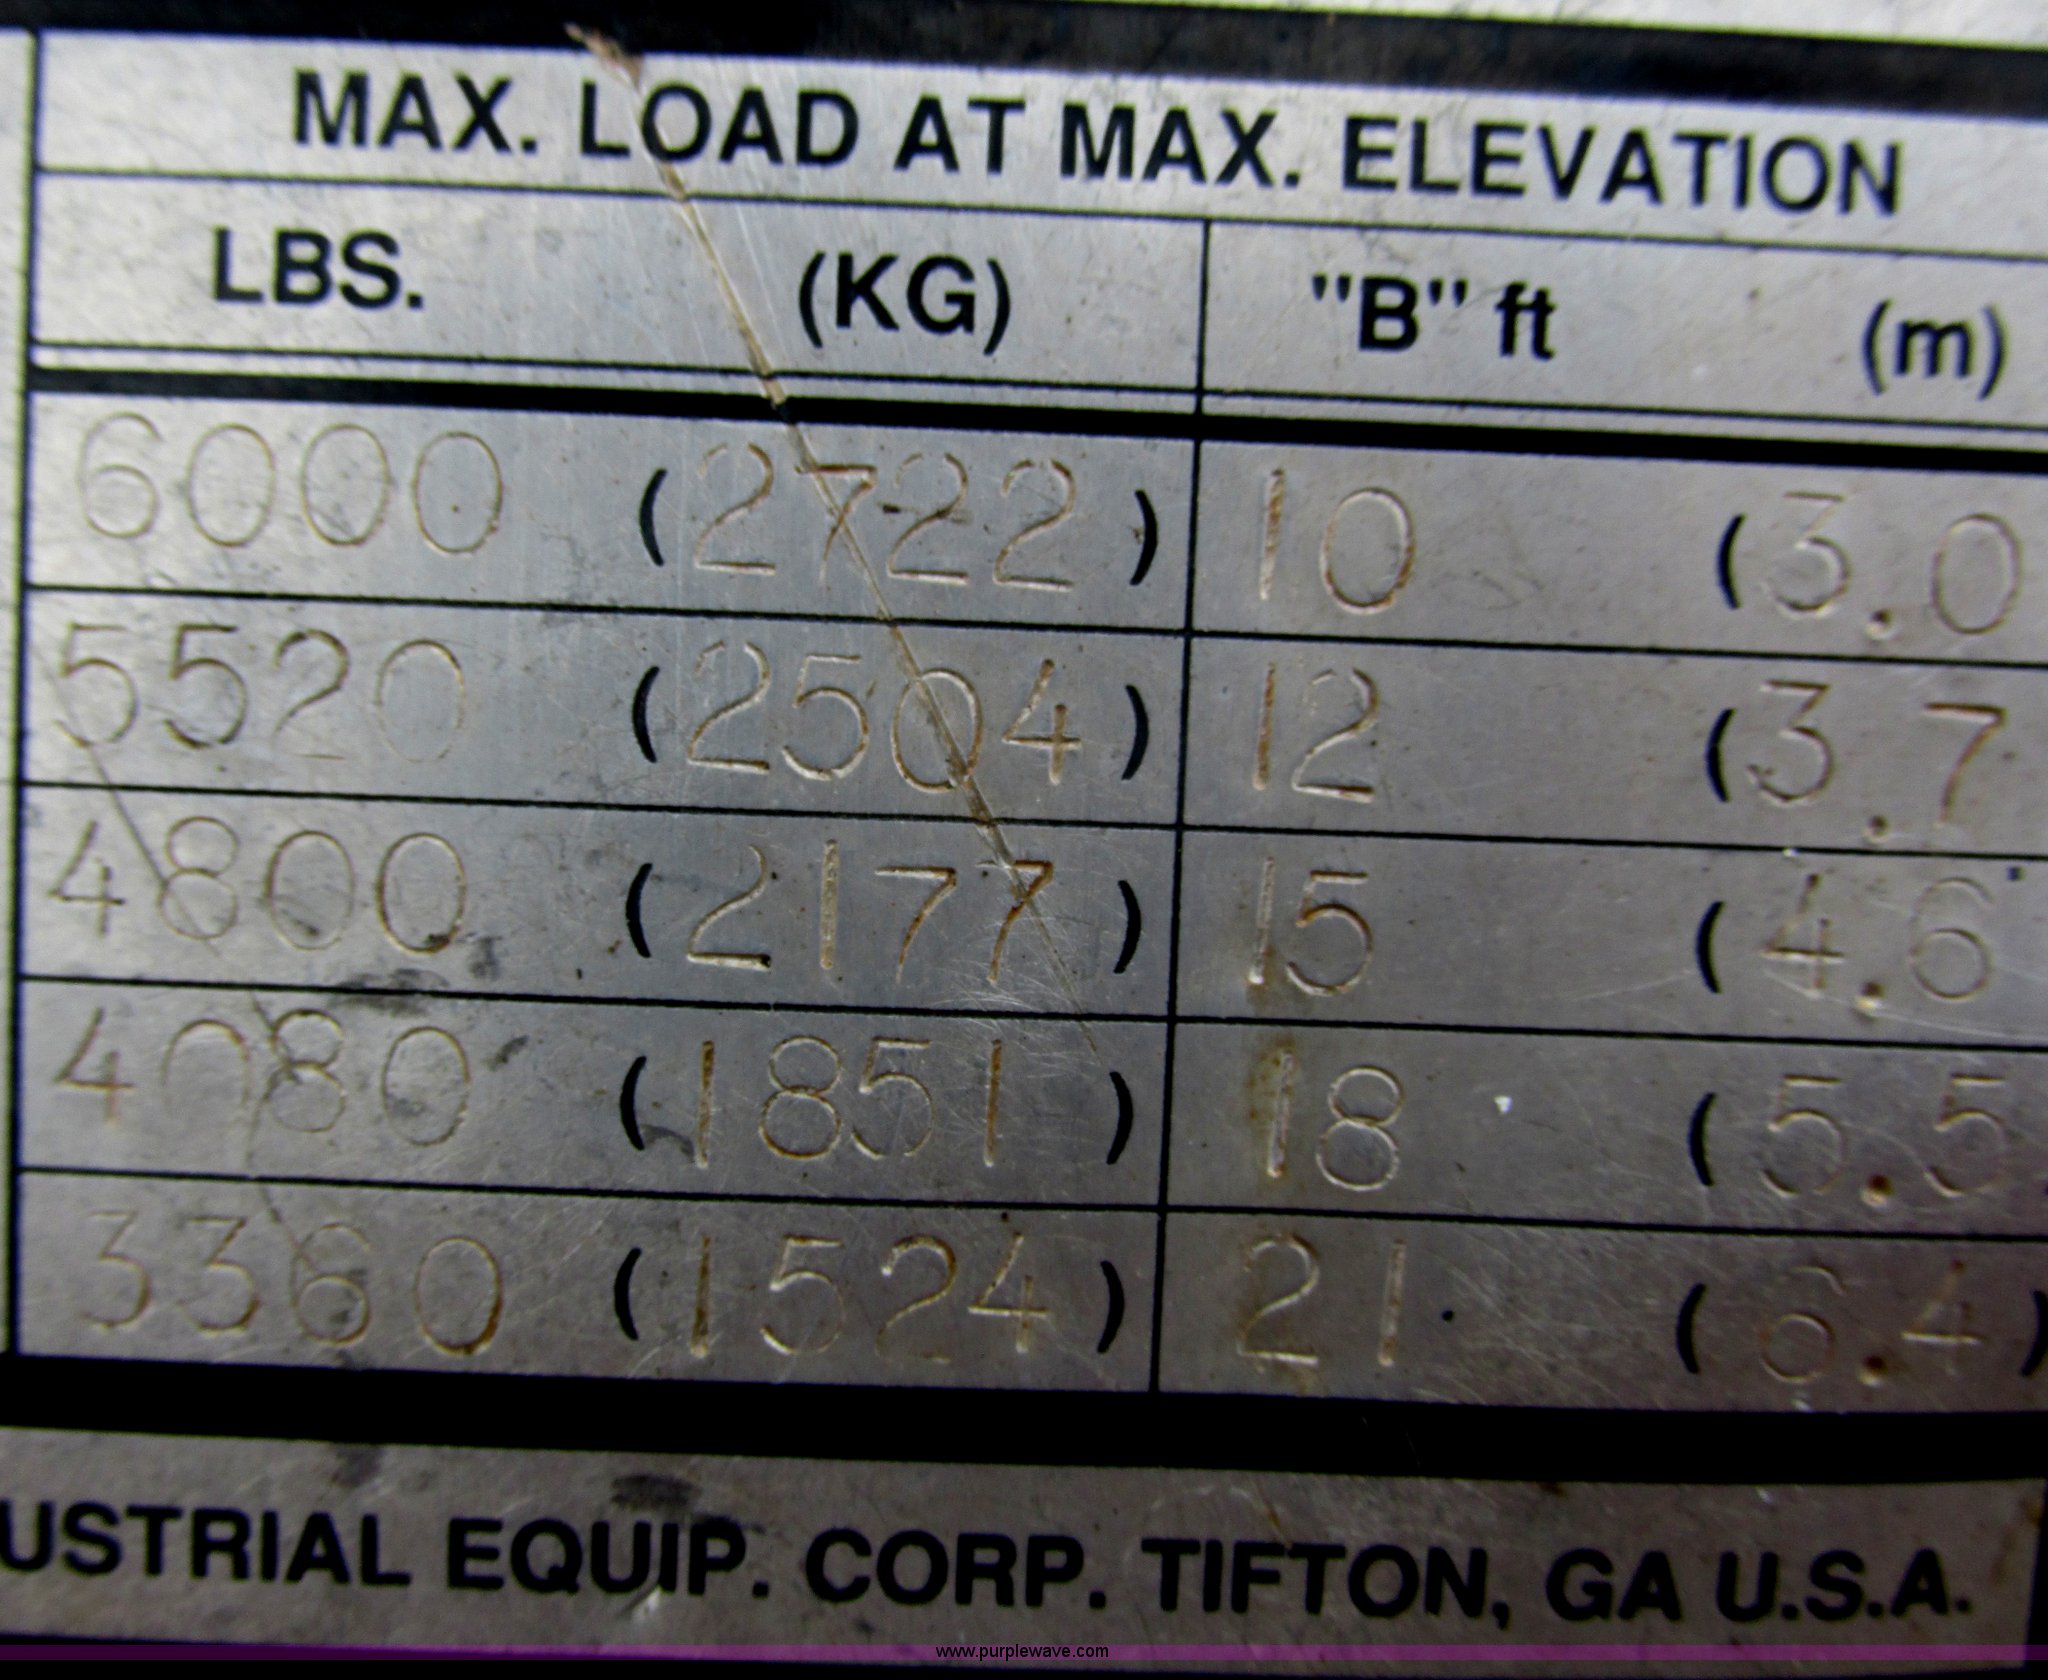 MAX. LOAD AT MAX. ELEVATION
LBS. (KG) "B" ft (m)
6000 (2722) 10 (3.0
5520 (2504) 12 (3.7
4800 (2177) 15 (4.6
4080 (1851) 18 (5.5
3360 (1524) 21 (6.4)
USTRIAL EQUIP. CORP. TIFTON, GA U.S.A.
www.purplewave.com